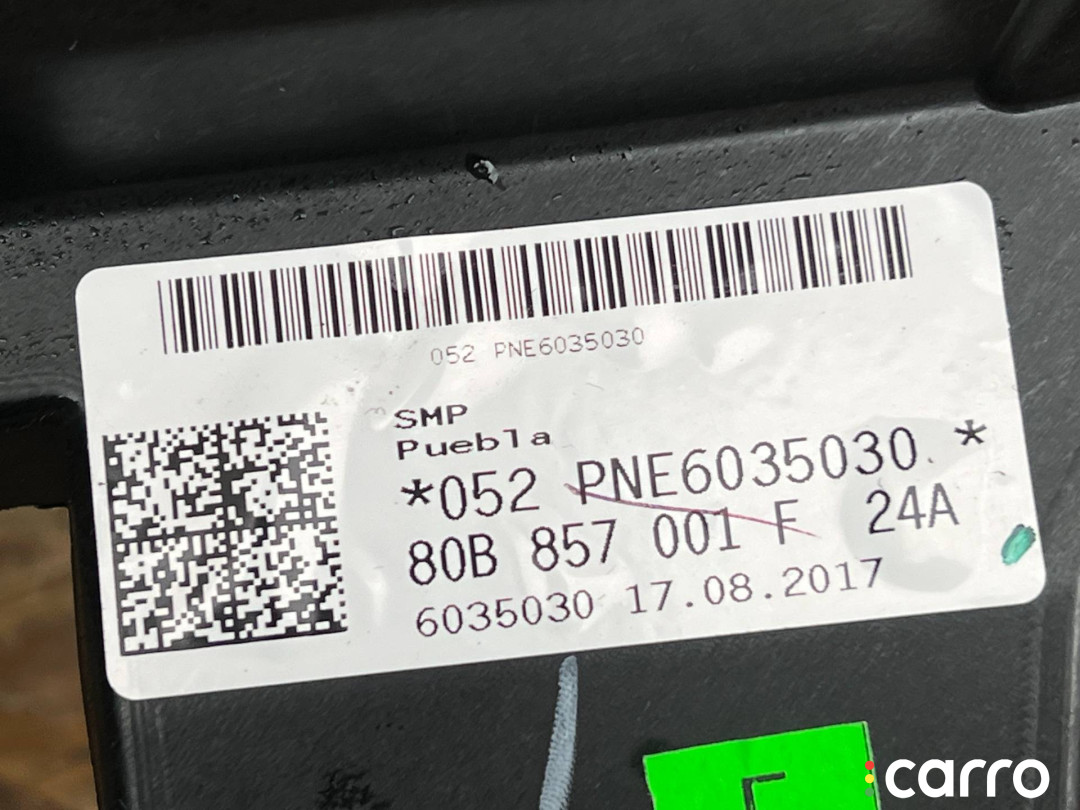 052 PNE6035030
SMP
Puebla
*052 PNE6035030 *
80B 857 001 F 24A
6035030 17.08.2017
carro